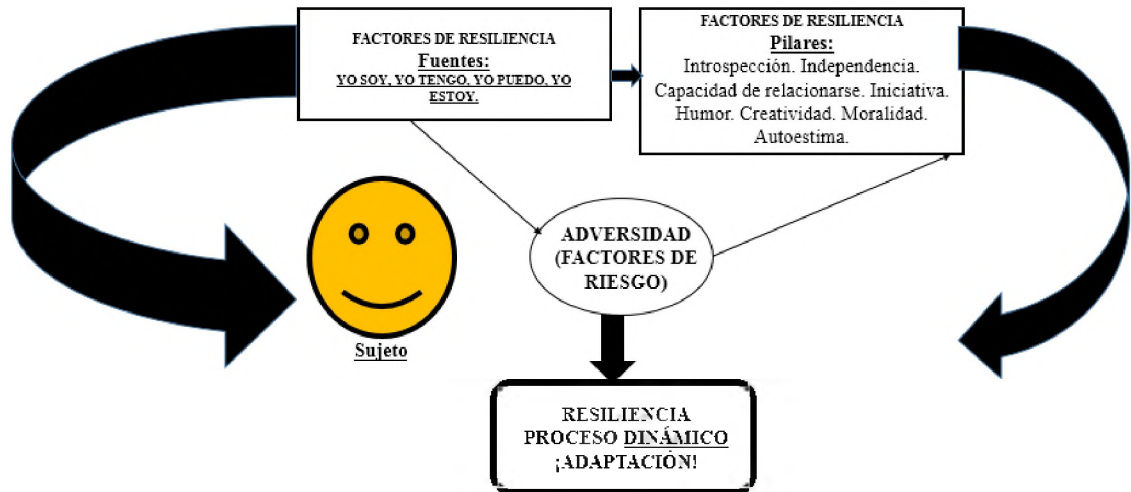 FACTORES DE RESILIENCIA
Fuentes:
YO SOY, YO TENGO, YO PUEDO, YO
ESTOY.
FACTORES DE RESILIENCIA
Pilares:
Introspección. Independencia.
Capacidad de relacionarse. Iniciativa.
Humor. Creatividad. Moralidad.
Autoestima.
ADVERSIDAD
(FACTORES DE
RIESGO)
Sujeto
RESILIENCIA
PROCESO DINÁMICO
¡ADAPTACIÓN!